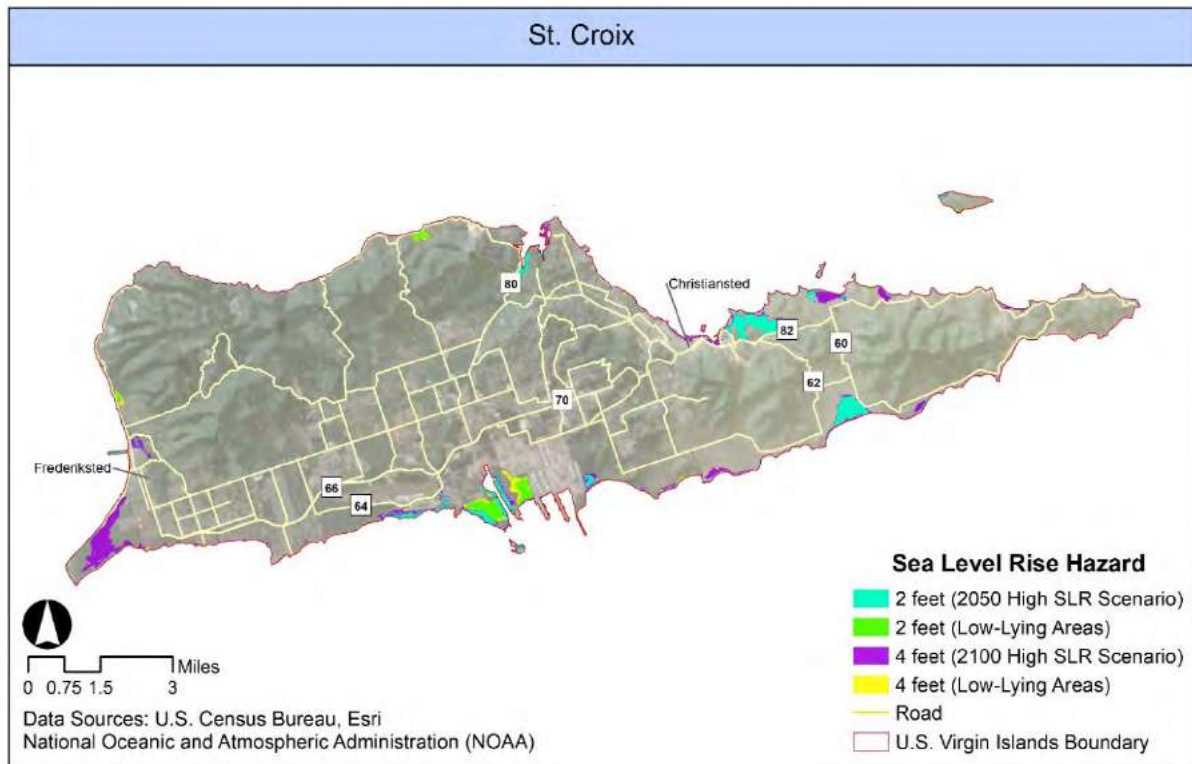 St. Croix
80
Christiansted
82
60
62
70
Frederiksted
66
64
Sea Level Rise Hazard
2 feet (2050 High SLR Scenario)
2 feet (Low-Lying Areas)
4 feet (2100 High SLR Scenario)
4 feet (Low-Lying Areas)
Road
U.S. Virgin Islands Boundary
Miles
0 0.75 1.5 3
Data Sources: U.S. Census Bureau, Esri
National Oceanic and Atmospheric Administration (NOAA)